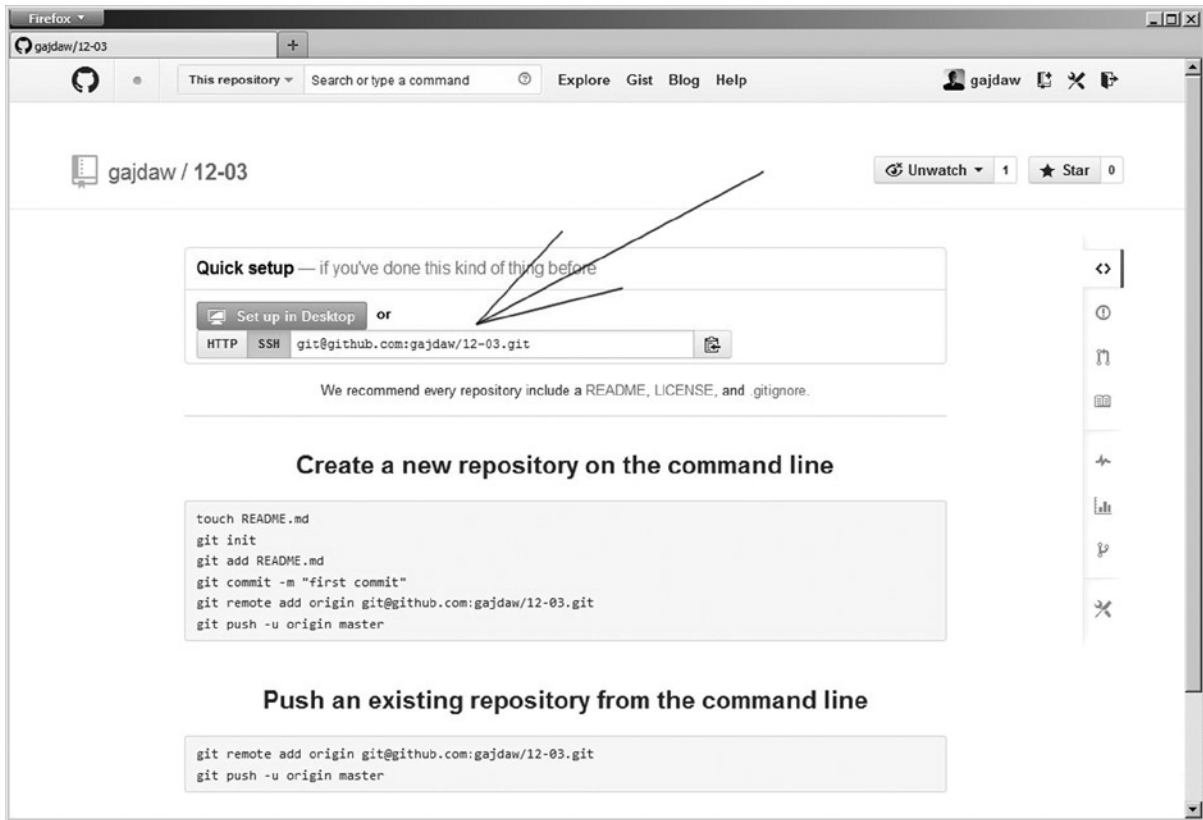 Firefox
gajdaw/12-03
+
This repository Search or type a command Explore Gist Blog Help gajdaw
gajdaw / 12-03
Unwatch 1 Star 0
Quick setup — if you've done this kind of thing before
Set up in Desktop or
HTTP SSH git@github.com:gajdaw/12-03.git
We recommend every repository include a README, LICENSE, and .gitignore.
Create a new repository on the command line
touch README.md
git init
git add README.md
git commit -m "first commit"
git remote add origin git@github.com:gajdaw/12-03.git
git push -u origin master
Push an existing repository from the command line
git remote add origin git@github.com:gajdaw/12-03.git
git push -u origin master